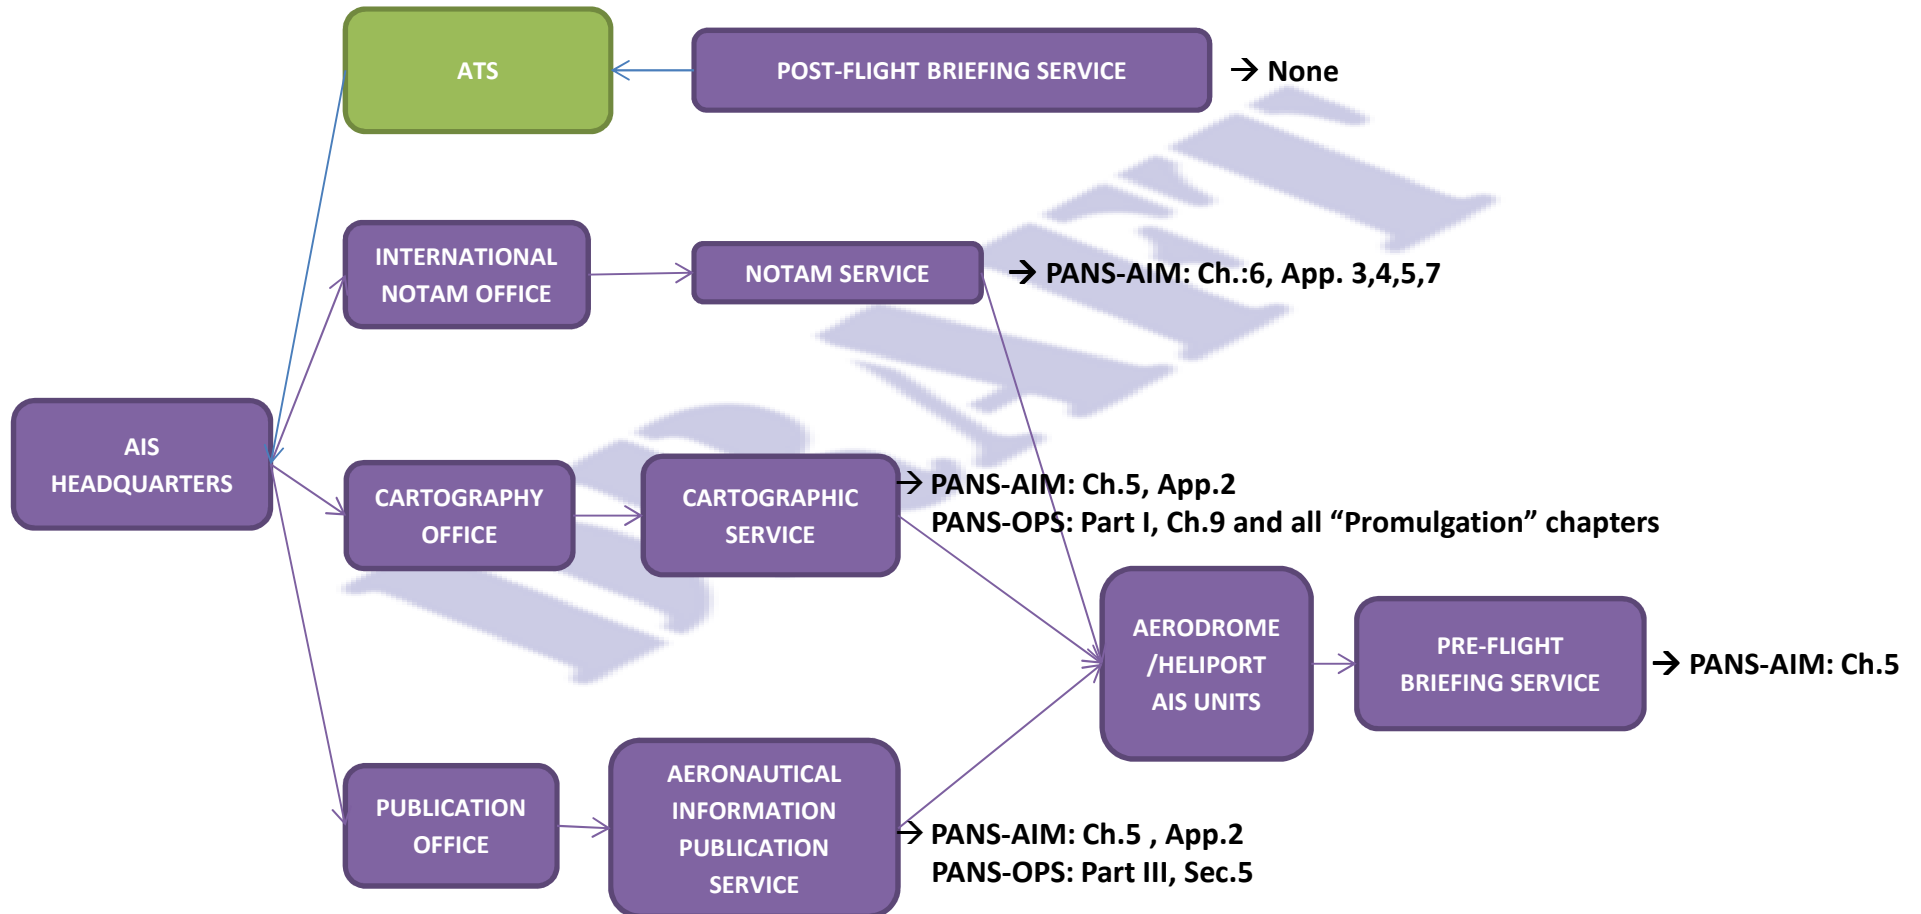 ATS
POST-FLIGHT BRIEFING SERVICE
→ None
INTERNATIONAL
NOTAM OFFICE
NOTAM SERVICE
→ PANS-AIM: Ch.:6, App. 3,4,5,7
AIS
HEADQUARTERS
CARTOGRAPHY
OFFICE
CARTOGRAPHIC
SERVICE
→ PANS-AIM: Ch.5, App.2
PANS-OPS: Part I, Ch.9 and all “Promulgation” chapters
AERODROME
/HELIPORT
AIS UNITS
PRE-FLIGHT
BRIEFING SERVICE
→ PANS-AIM: Ch.5
PUBLICATION
OFFICE
AERONAUTICAL
INFORMATION
PUBLICATION
SERVICE
→ PANS-AIM: Ch.5 , App.2
PANS-OPS: Part III, Sec.5